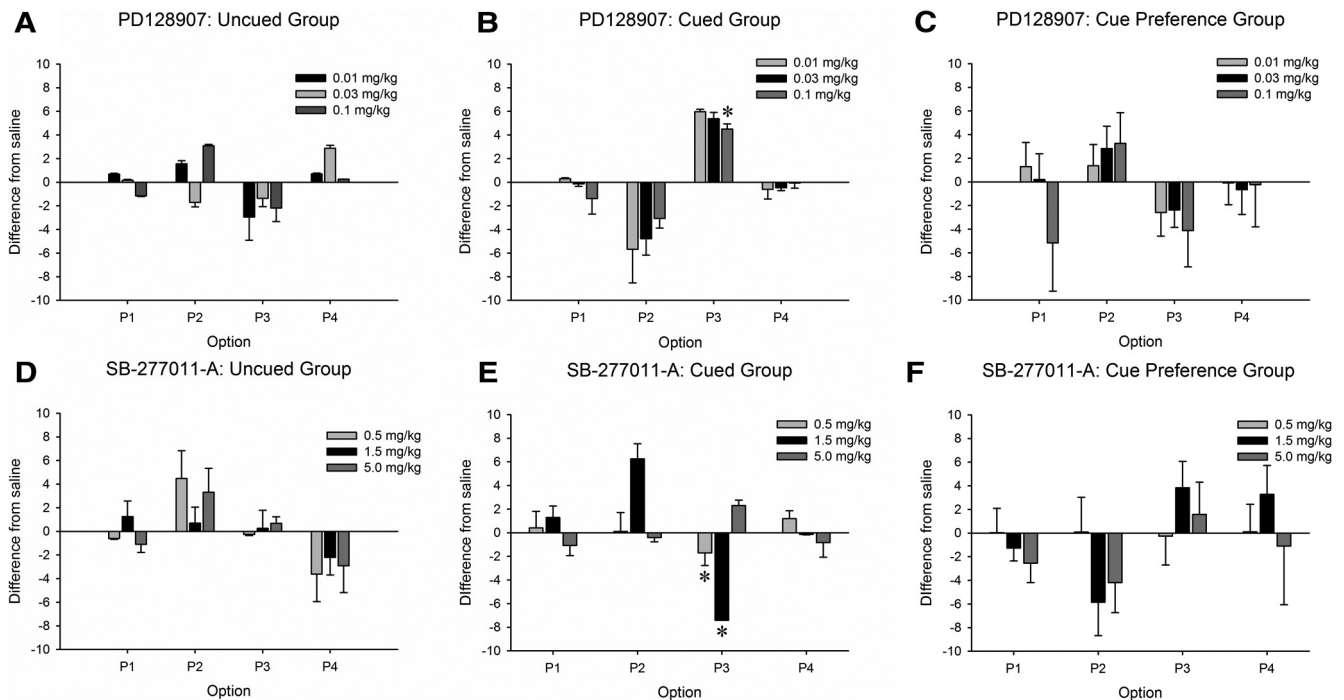 A
PD128907: Uncued Group
0.01 mg/kg
0.03 mg/kg
0.1 mg/kg
Difference from saline
10
8
6
4
2
0
-2
-4
-6
-8
-10
P1 P2 P3 P4
Option
B
PD128907: Cued Group
0.01 mg/kg
0.03 mg/kg
0.1 mg/kg
Difference from saline
10
8
6
4
2
0
-2
-4
-6
-8
-10
*
P1 P2 P3 P4
Option
C
PD128907: Cue Preference Group
0.01 mg/kg
0.03 mg/kg
0.1 mg/kg
Difference from saline
10
8
6
4
2
0
-2
-4
-6
-8
-10
P1 P2 P3 P4
Option
D
SB-277011-A: Uncued Group
0.5 mg/kg
1.5 mg/kg
5.0 mg/kg
Difference from saline
10
8
6
4
2
0
-2
-4
-6
-8
-10
P1 P2 P3 P4
Option
E
SB-277011-A: Cued Group
0.5 mg/kg
1.5 mg/kg
5.0 mg/kg
Difference from saline
10
8
6
4
2
0
-2
-4
-6
-8
-10
*
*
P1 P2 P3 P4
Option
F
SB-277011-A: Cue Preference Group
0.5 mg/kg
1.5 mg/kg
5.0 mg/kg
DIfference from saline
10
8
6
4
2
0
-2
-4
-6
-8
-10
P1 P2 P3 P4
Option